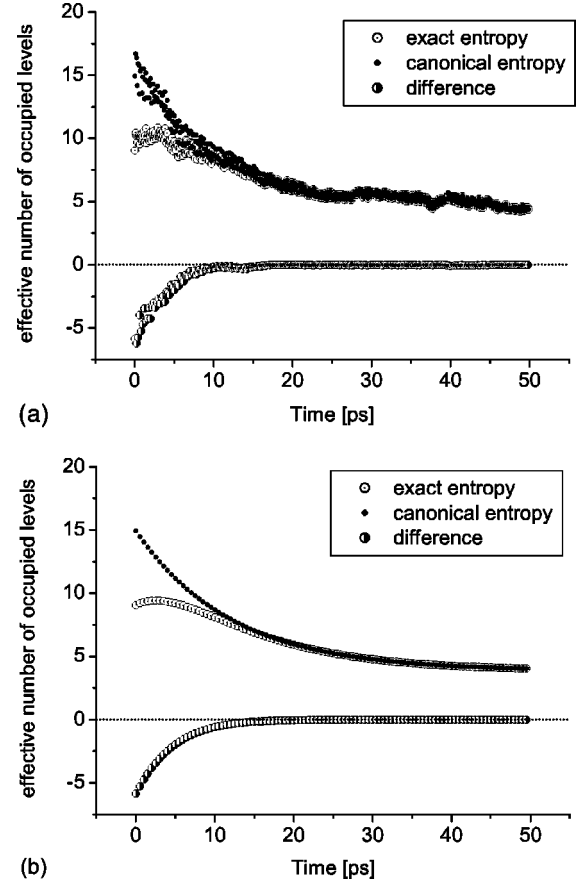 20
exact entropy
canonical entropy
difference
15
10
5
0
-5
effective number of occupied levels
0 10 20 30 40 50
(a)
Time [ps]
20
exact entropy
canonical entropy
difference
15
10
5
0
-5
effective number of occupied levels
0 10 20 30 40 50
(b)
Time [ps]